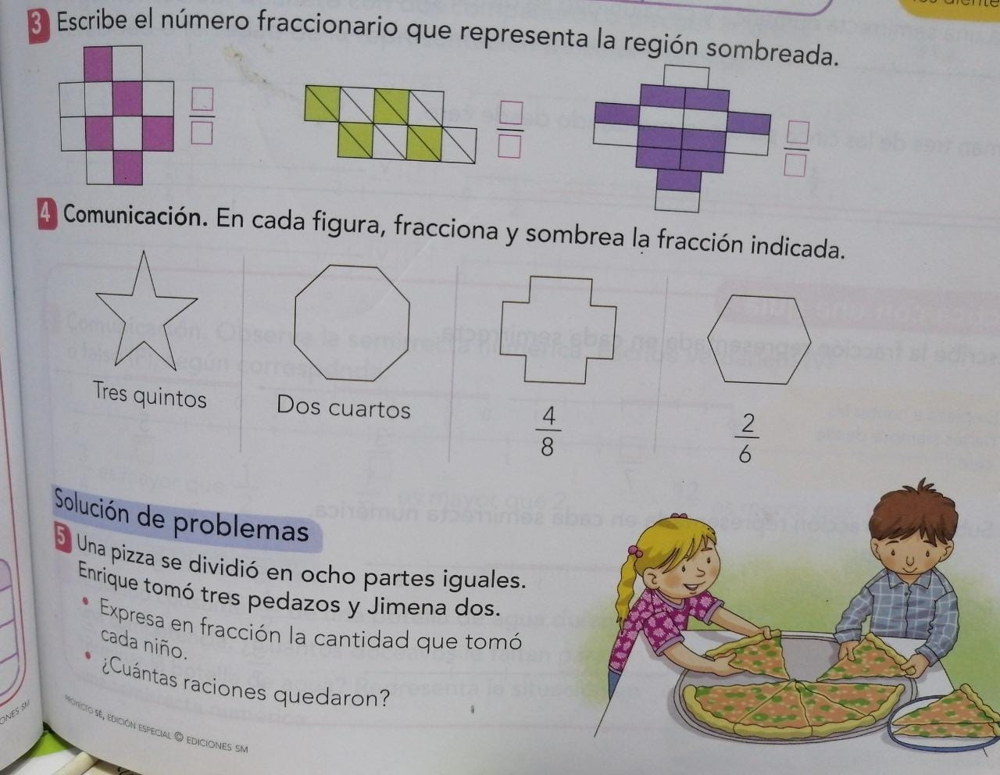 3 Escribe el número fraccionario que representa la región sombreada.
4 Comunicación. En cada figura, fracciona y sombrea la fracción indicada.
Tres quintos
Dos cuartos
4
8
2
6
Solución de problemas
5 Una pizza se dividió en ocho partes iguales.
Enrique tomó tres pedazos y Jimena dos.
• Expresa en fracción la cantidad que tomó
cada niño.
• ¿Cuántas raciones quedaron?
PROYECTO SÉ, EDICIÓN ESPECIAL © EDICIONES SM
ONES SM